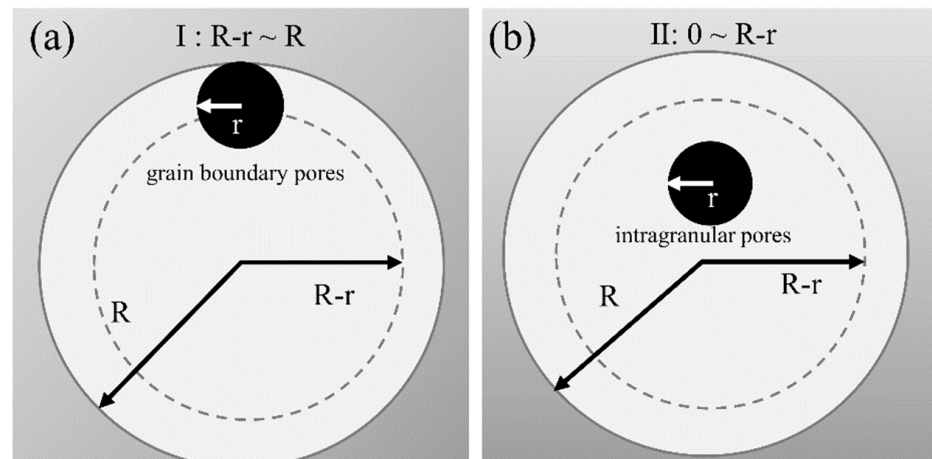 (a)
I : R-r ~ R
r
grain boundary pores
R
R-r
(b)
II: 0 ~ R-r
r
intragranular pores
R
R-r